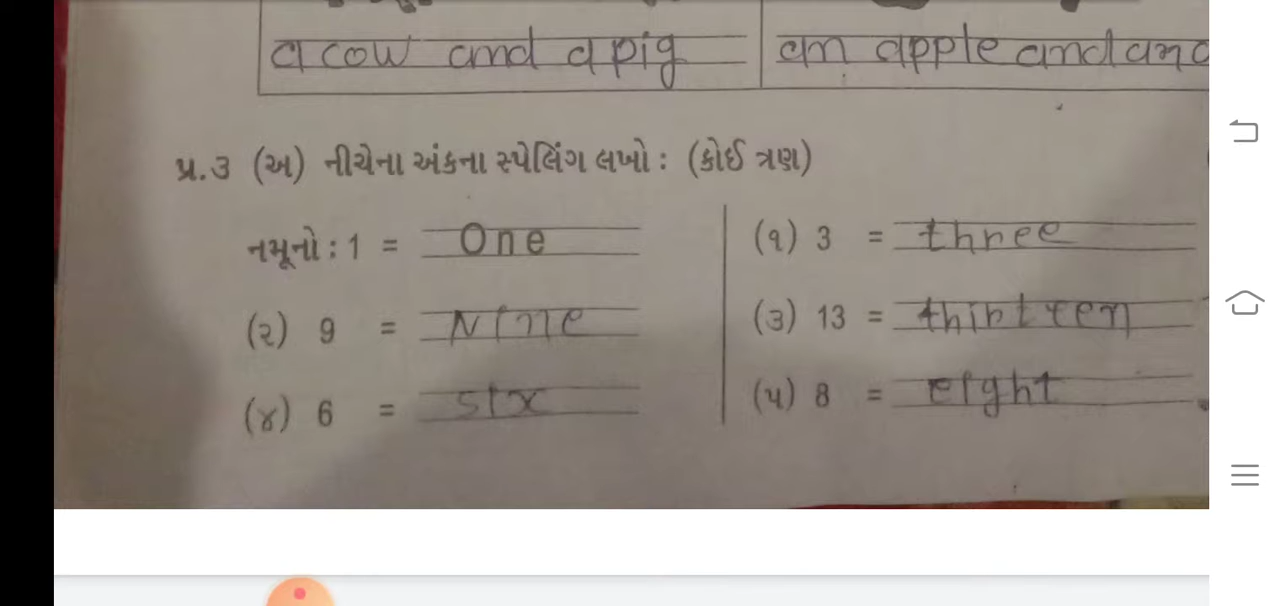 a cow and a pig
an apple and an
પ્ર.૩ (અ) નીચેના અંકના સ્પેલિંગ લખો : (કોઈ ત્રણ)
નમૂનો : 1 = One
(૧) 3 = three
(૨) 9 = Nine
(૩) 13 = thirteen
(૪) 6 = six
(૫) 8 = eight